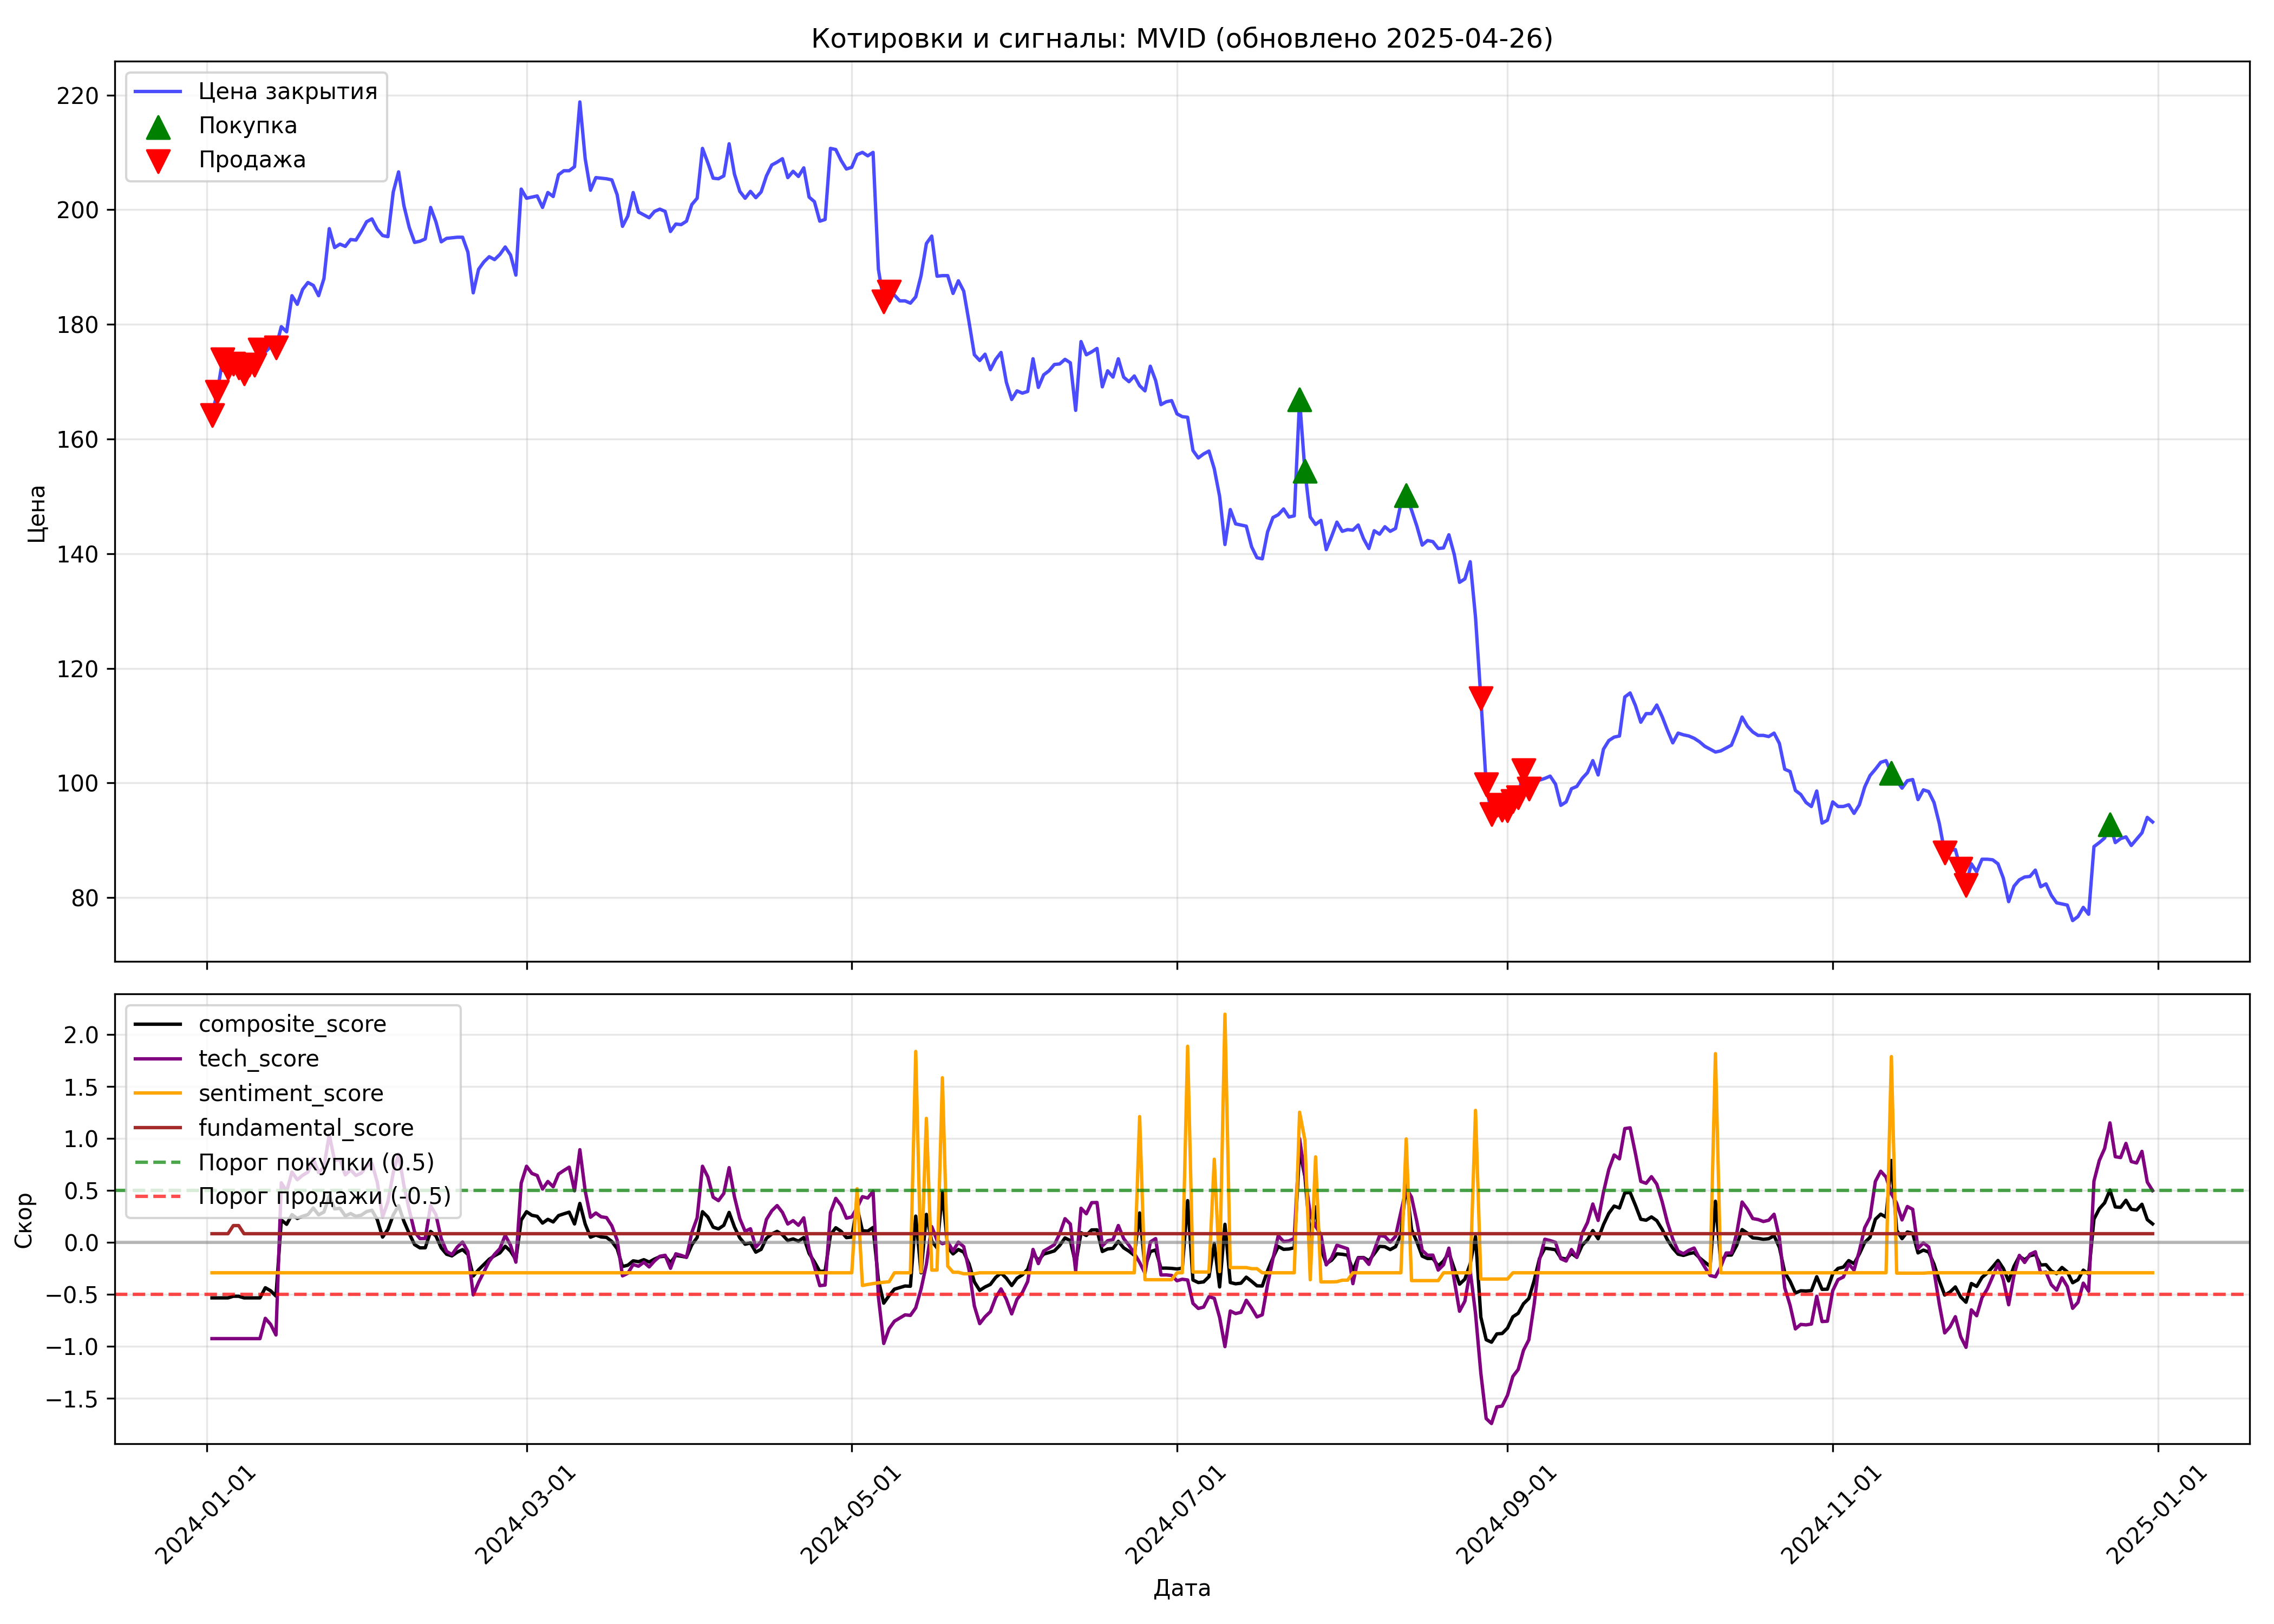 Котировки и сигналы: MVID (обновлено 2025-04-26)
Цена закрытия
Покупка
Продажа
220
200
180
160
140
120
100
80
Цена
composite_score
tech_score
sentiment_score
fundamental_score
Порог покупки (0.5)
Порог продажи (-0.5)
2.0
1.5
1.0
0.5
0.0
−0.5
−1.0
−1.5
Скор
2024-01-01
2024-03-01
2024-05-01
2024-07-01
2024-09-01
2024-11-01
2025-01-01
Дата